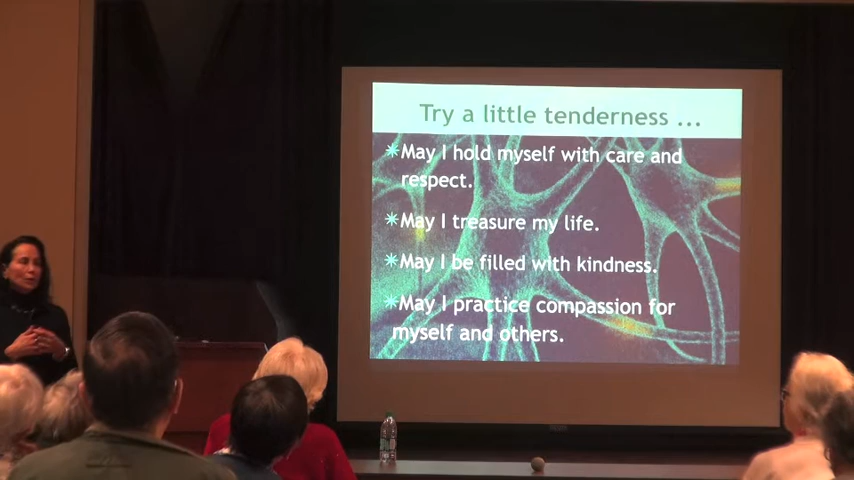 Try a little tenderness ...
*May I hold myself with care and
respect.
*May I treasure my life.
*May I be filled with kindness.
*May I practice compassion for
myself and others.